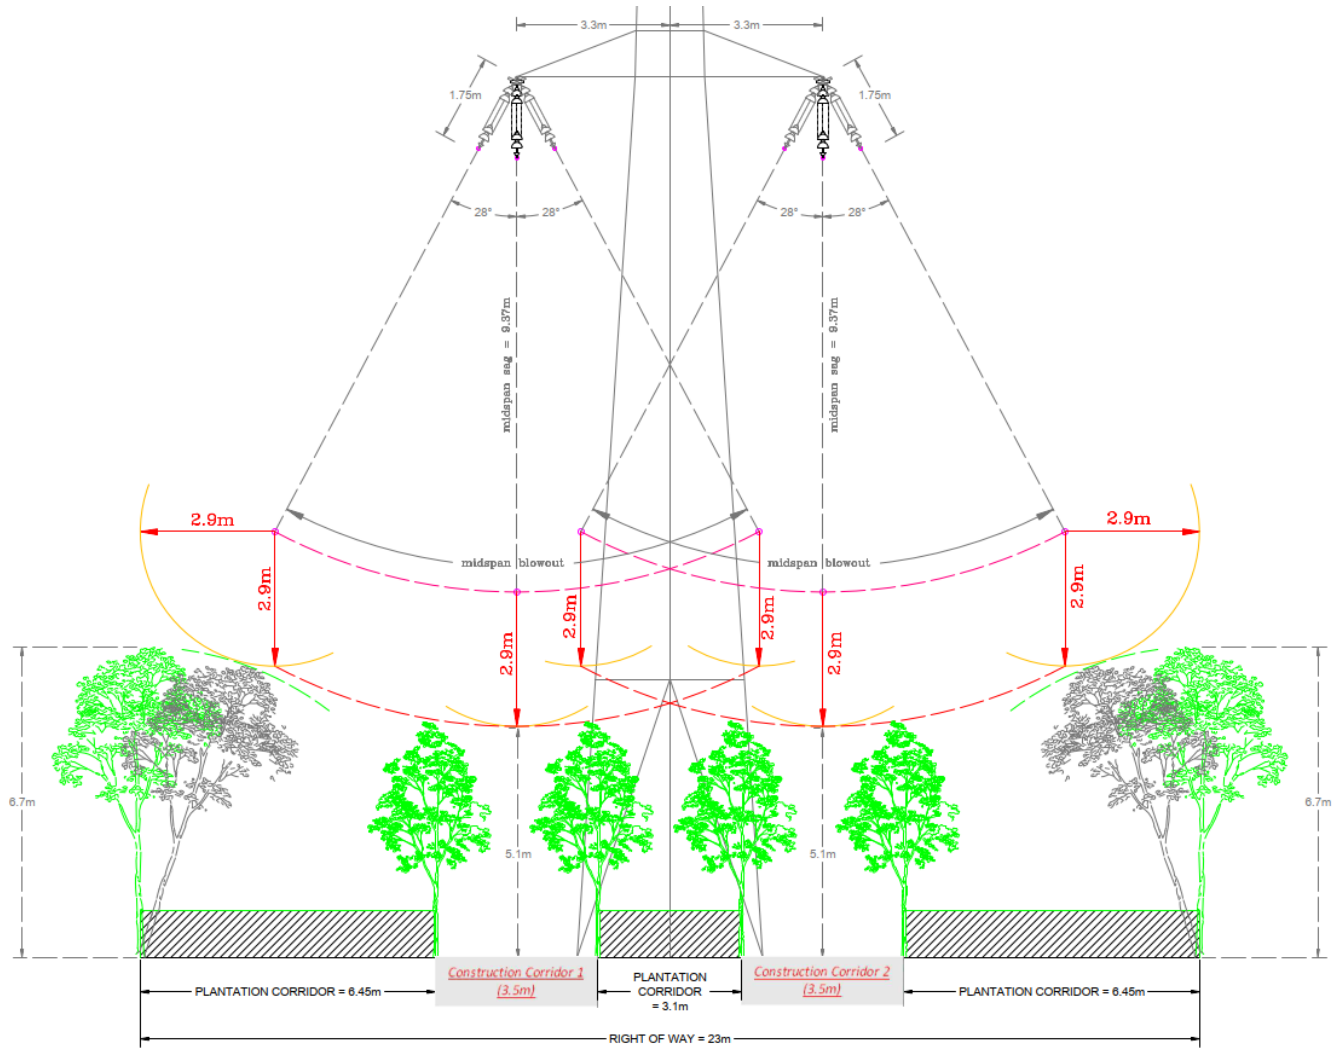 3.3m
3.3m
1.75m
1.75m
28°
28°
28°
28°
midspan sag = 9.37m
midspan sag = 9.37m
2.9m
2.9m
midspan blowout
midspan blowout
2.9m
2.9m
2.9m
2.9m
2.9m
2.9m
6.7m
6.7m
5.1m
5.1m
Construction Corridor 1
(3.5m)
Construction Corridor 2
(3.5m)
PLANTATION CORRIDOR = 6.45m
PLANTATION
CORRIDOR
= 3.1m
PLANTATION CORRIDOR = 6.45m
RIGHT OF WAY = 23m